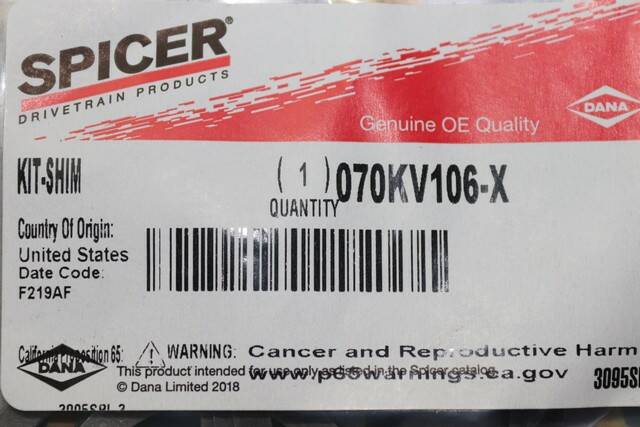 SPICER®
DRIVETRAIN PRODUCTS
DANA
Genuine OE Quality
KIT-SHIM
( 1 ) 070KV106-X
QUANTITY
Country Of Origin:
United States
Date Code:
F219AF
California Proposition 65:
WARNING: Cancer and Reproductive Harm
DANA
This product intended for use only as listed in the Spicer catalog.
www.p65warnings.ca.gov
© Dana Limited 2018